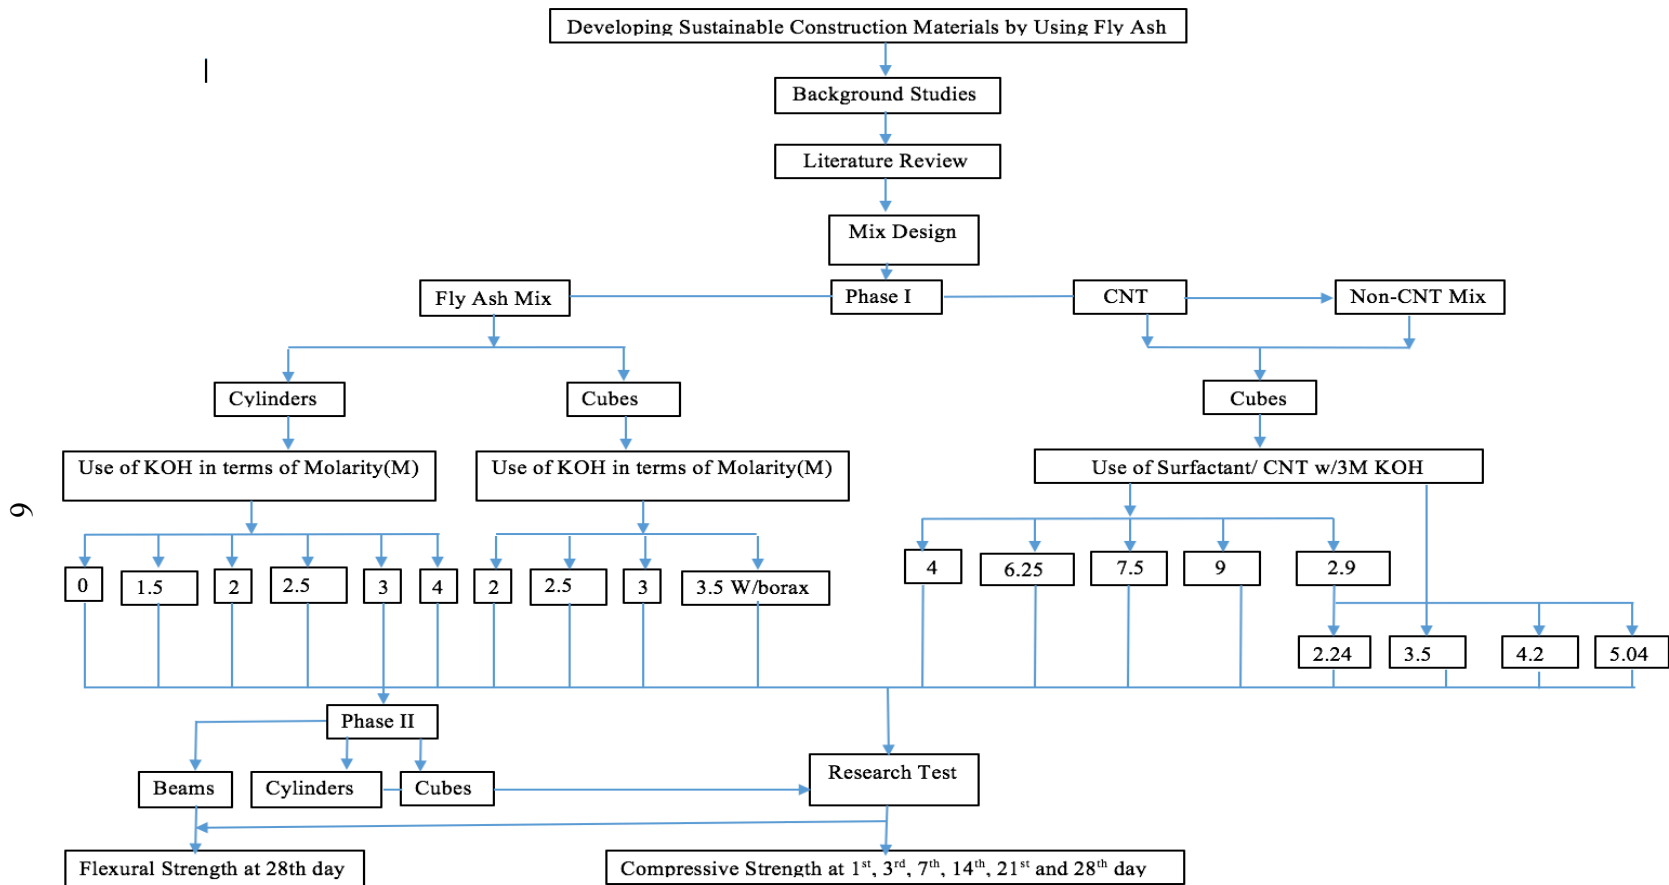 Developing Sustainable Construction Materials by Using Fly Ash
Background Studies
Literature Review
Mix Design
Fly Ash Mix
Phase I
CNT
Non-CNT Mix
Cylinders
Cubes
Cubes
Use of KOH in terms of Molarity(M)
Use of KOH in terms of Molarity(M)
Use of Surfactant/ CNT w/3M KOH
9
0
1.5
2
2.5
3
4
2
2.5
3
3.5 W/borax
4
6.25
7.5
9
2.9
2.24
3.5
4.2
5.04
Phase II
Beams
Cylinders
Cubes
Research Test
Flexural Strength at 28th day
Compressive Strength at 1st, 3rd, 7th, 14th, 21st and 28th day